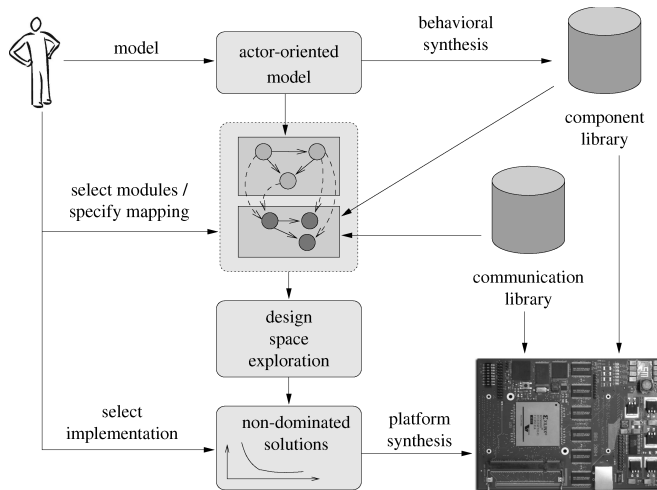 model
actor-oriented
model
behavioral
synthesis
component
library
select modules /
specify mapping
communication
library
design
space
exploration
select
implementation
non-dominated
solutions
platform
synthesis